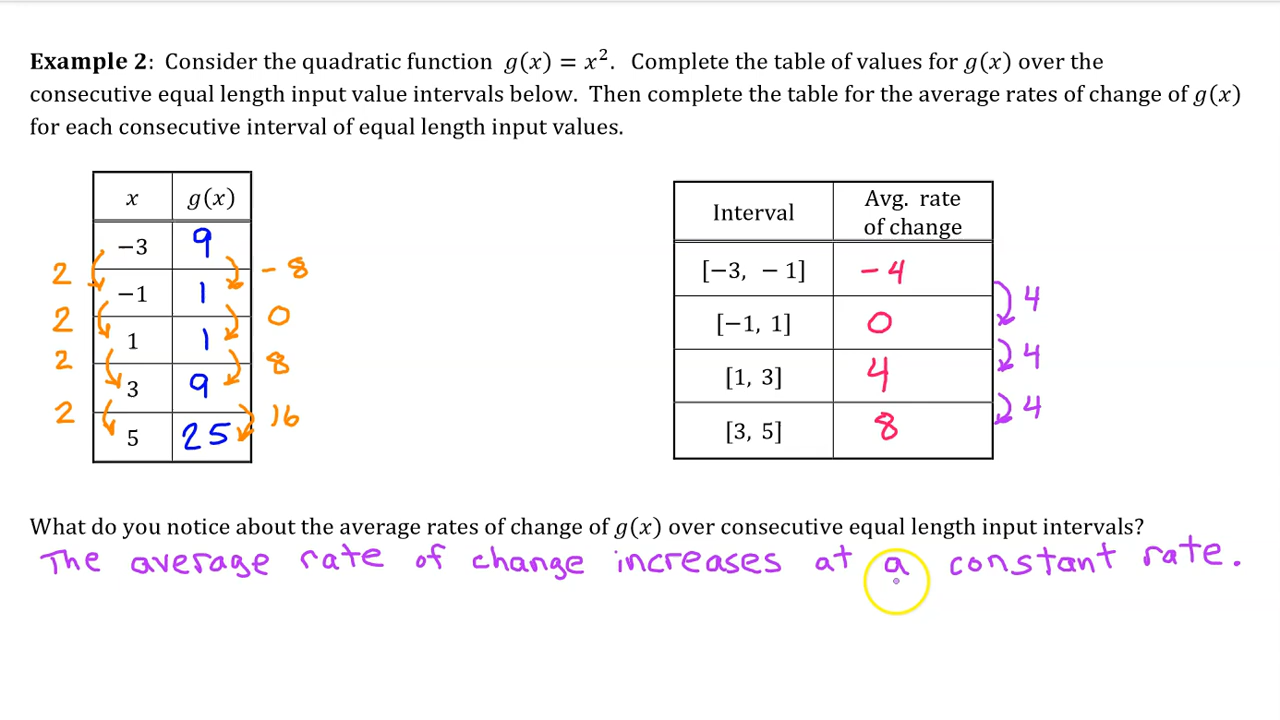 Example 2: Consider the quadratic function g(x) = x². Complete the table of values for g(x) over the
consecutive equal length input value intervals below. Then complete the table for the average rates of change of g(x)
for each consecutive interval of equal length input values.
x g(x)
−3 9
2 −8
−1 1
2 0
1 1
2 8
3 9
2 16
5 25
Interval Avg. rate
of change
[−3, −1] −4
4
[−1, 1] 0
4
[1, 3] 4
4
[3, 5] 8
What do you notice about the average rates of change of g(x) over consecutive equal length input intervals?
The average rate of change increases at a constant rate.